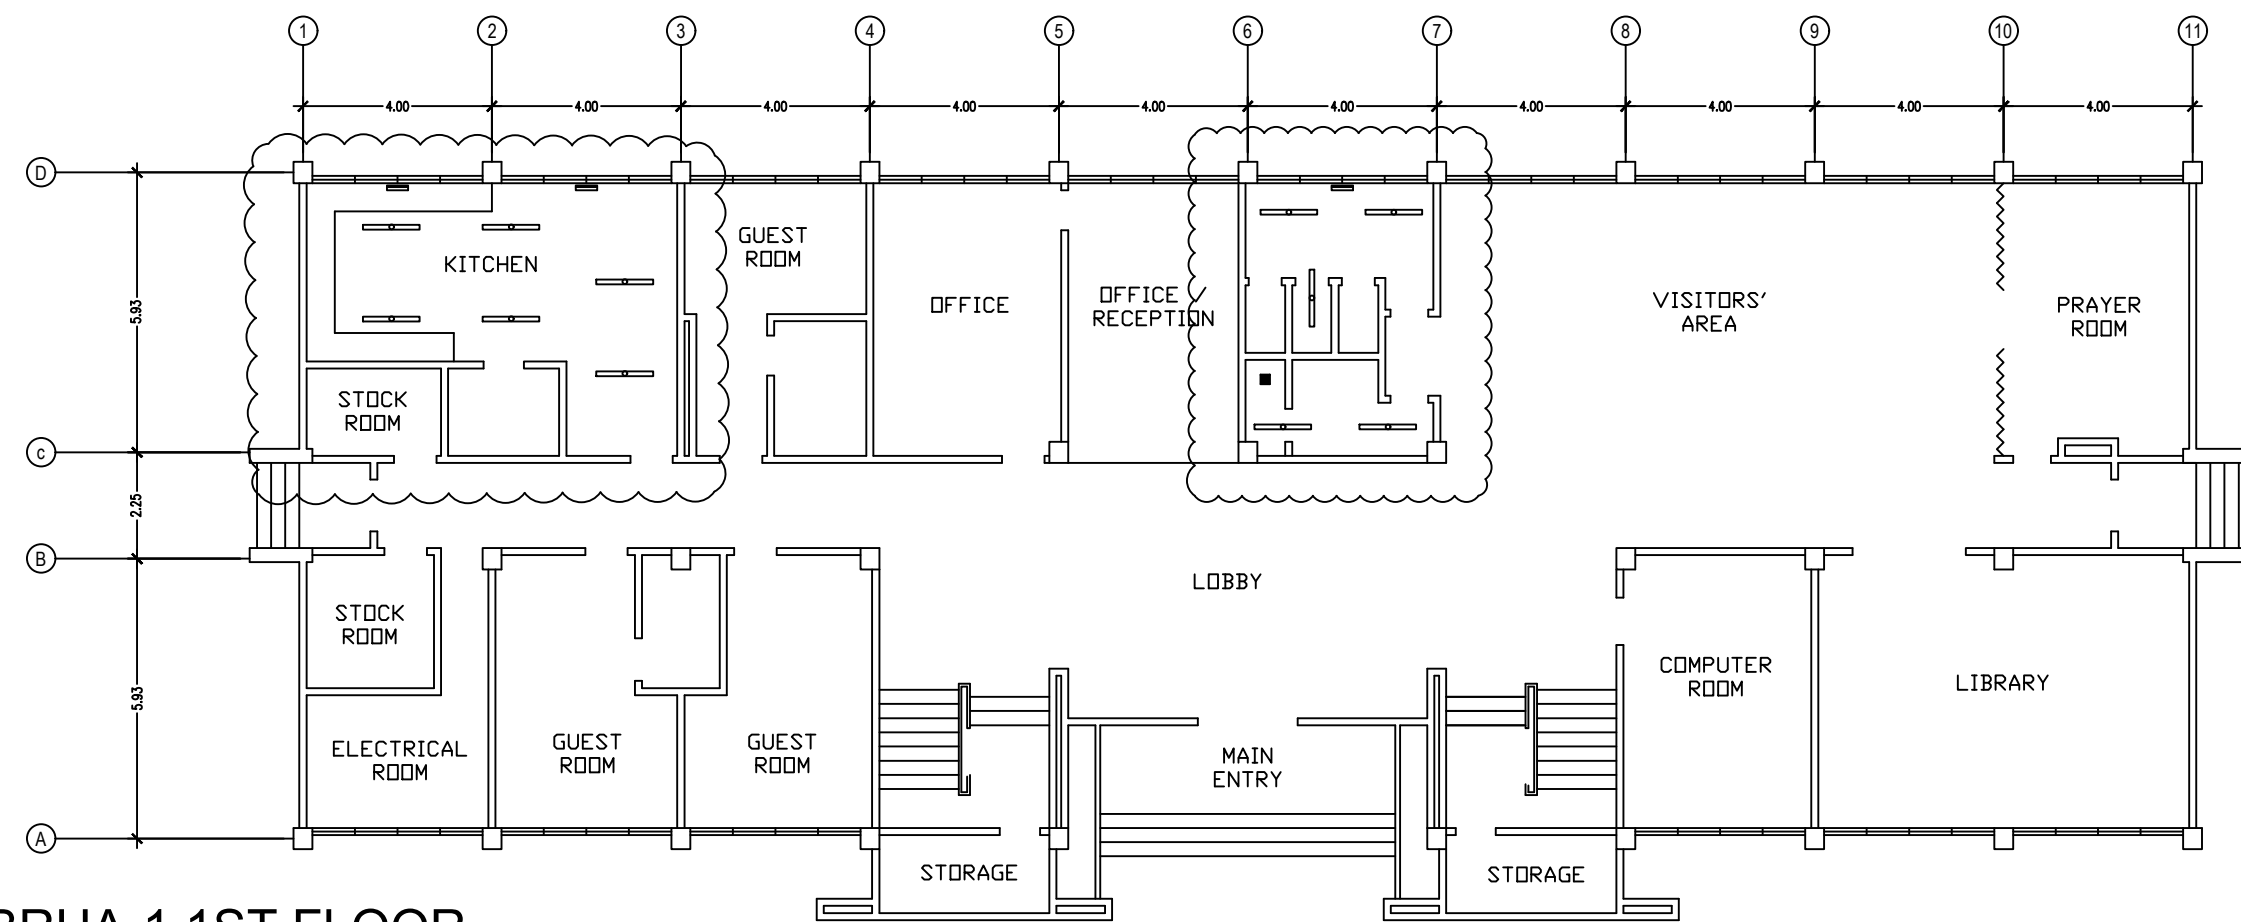 1 2 3 4 5 6 7 8 9 10 11
4.00 4.00 4.00 4.00 4.00 4.00 4.00 4.00 4.00 4.00
D
C
B
A
5.93
2.25
5.93
KITCHEN
GUEST
ROOM
OFFICE
OFFICE /
RECEPTION
VISITORS'
AREA
PRAYER
ROOM
STOCK
ROOM
LOBBY
STOCK
ROOM
COMPUTER
ROOM
LIBRARY
ELECTRICAL
ROOM
GUEST
ROOM
GUEST
ROOM
MAIN
ENTRY
STORAGE
STORAGE
1 1ST FLOOR